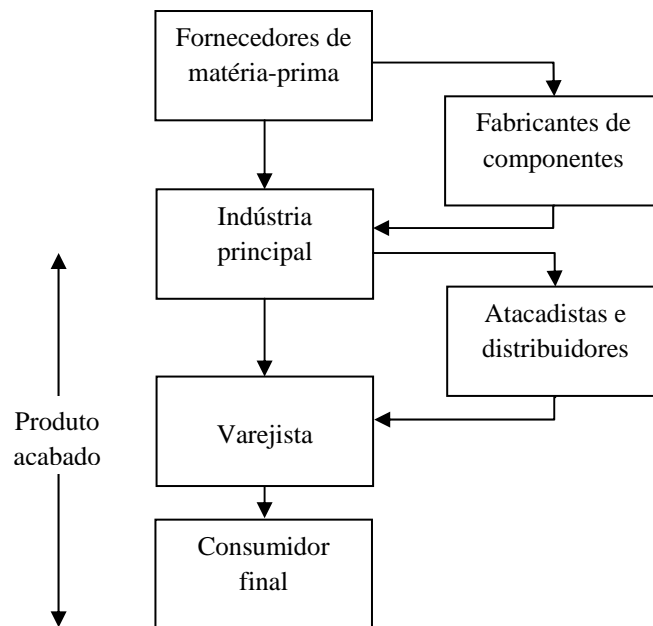 Fornecedores de
matéria-prima
Fabricantes de
componentes
Indústria
principal
Atacadistas e
distribuidores
Produto
acabado
Varejista
Consumidor
final